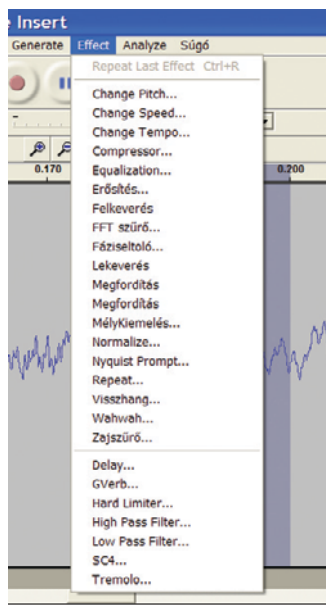 e Insert
Generate Effect Analyze Súgó
Repeat Last Effect Ctrl+R
Change Pitch...
Change Speed...
Change Tempo...
Compressor...
Equalization...
Erősítés...
Felkeverés
FFT szűrő...
Fáziseltoló...
Lekeverés
Megfordítás
Megfordítás
MélyKiemelés...
Normalize...
Nyquist Prompt...
Repeat...
Visszhang...
Wahwah...
Zajszűrő...
Delay...
GVerb...
Hard Limiter...
High Pass Filter...
Low Pass Filter...
SC4...
Tremolo...
0.170 0.200